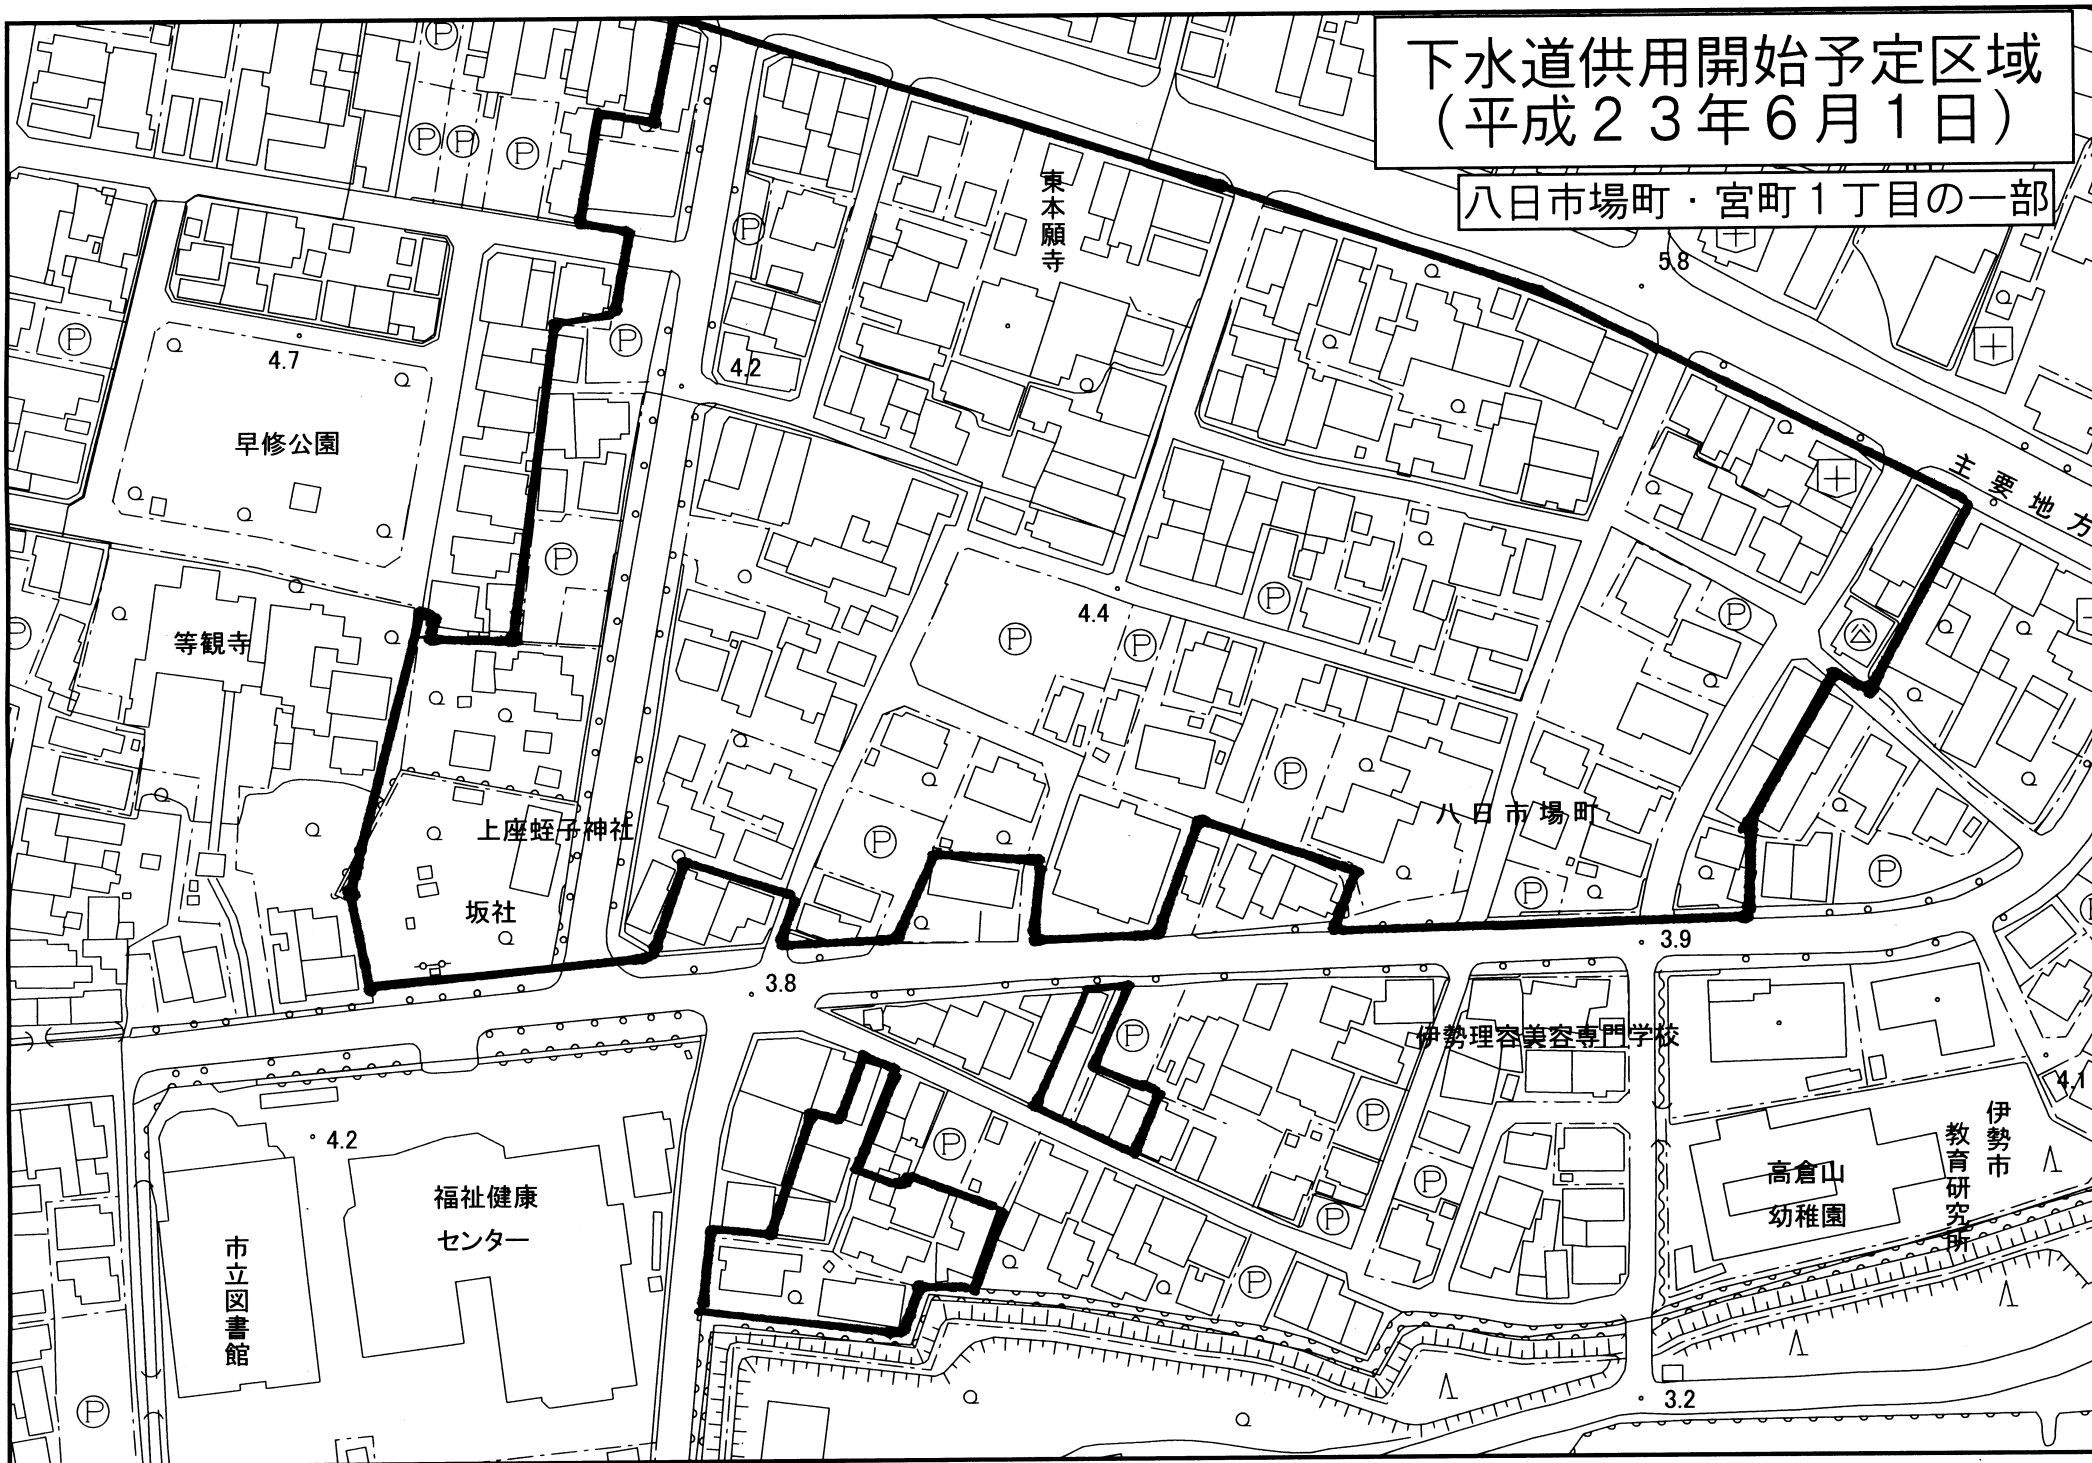 下水道供用開始予定区域
（平成２３年６月１日）
八日市場町・宮町１丁目の一部
Ⓟ
Ⓟ
Ⓟ
Ⓟ
東本願寺
Ⓟ
5.8
Ⓟ
4.7
Ⓟ
4.2
早修公園
主要地方
Ⓟ
4.4
Ⓟ
Ⓟ
Ⓟ
Ⓟ
Ⓟ
等観寺
Ⓟ
上座蛭子神社
Ⓟ
八日市場町
Ⓟ
Ⓟ
Ⓟ
坂社
3.9
3.8
Ⓟ
伊勢理容美容専門学校
4.1
4.2
Ⓟ
Ⓟ
伊勢市
教育研究所
高倉山
幼稚園
福祉健康
センター
Ⓟ
Ⓟ
Ⓟ
市立図書館
Ⓟ
3.2